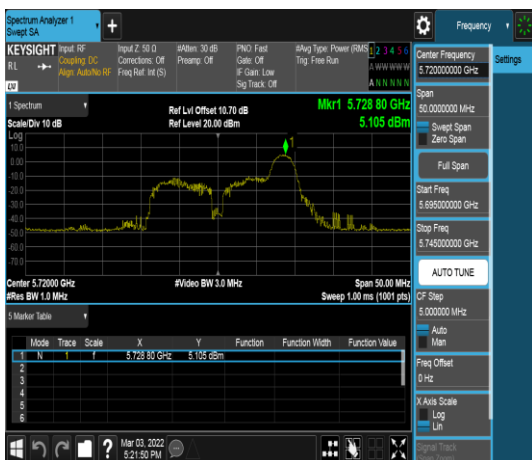 Spectrum Analyzer 1
Swept SA
+
Frequency
KEYSIGHT
RL
LXI
Input: RF
Coupling: DC
Align: Auto/No RF
Input Z: 50 Ω
Corrections: Off
Freq Ref: Int (S)
#Atten: 30 dB
Preamp: Off
PNO: Fast
Gate: Off
IF Gain: Low
Sig Track: Off
#Avg Type: Power (RMS)
Trig: Free Run
1 2 3 4 5 6
A W W W W W
A N N N N N
1 Spectrum
Scale/Div 10 dB
Ref Lvl Offset 10.70 dB
Ref Level 20.00 dBm
Mkr1 5.728 80 GHz
5.105 dBm
Log
10.0
0.00
-10.0
-20.0
-30.0
-40.0
-50.0
-60.0
-70.0
1
Center 5.72000 GHz
#Res BW 1.0 MHz
#Video BW 3.0 MHz
Span 50.00 MHz
Sweep 1.00 ms (1001 pts)
5 Marker Table
Mode Trace Scale X Y Function Function Width Function Value
1 N 1 f 5.728 80 GHz 5.105 dBm
2
3
4
5
6
Mar 03, 2022
5:21:50 PM
?
Center Frequency
5.720000000 GHz
Span
50.0000000 MHz
Swept Span
Zero Span
Full Span
Start Freq
5.695000000 GHz
Stop Freq
5.745000000 GHz
AUTO TUNE
CF Step
5.000000 MHz
Auto
Man
Freq Offset
0 Hz
X Axis Scale
Log
Lin
Signal Track
(Span Zoom)
Settings